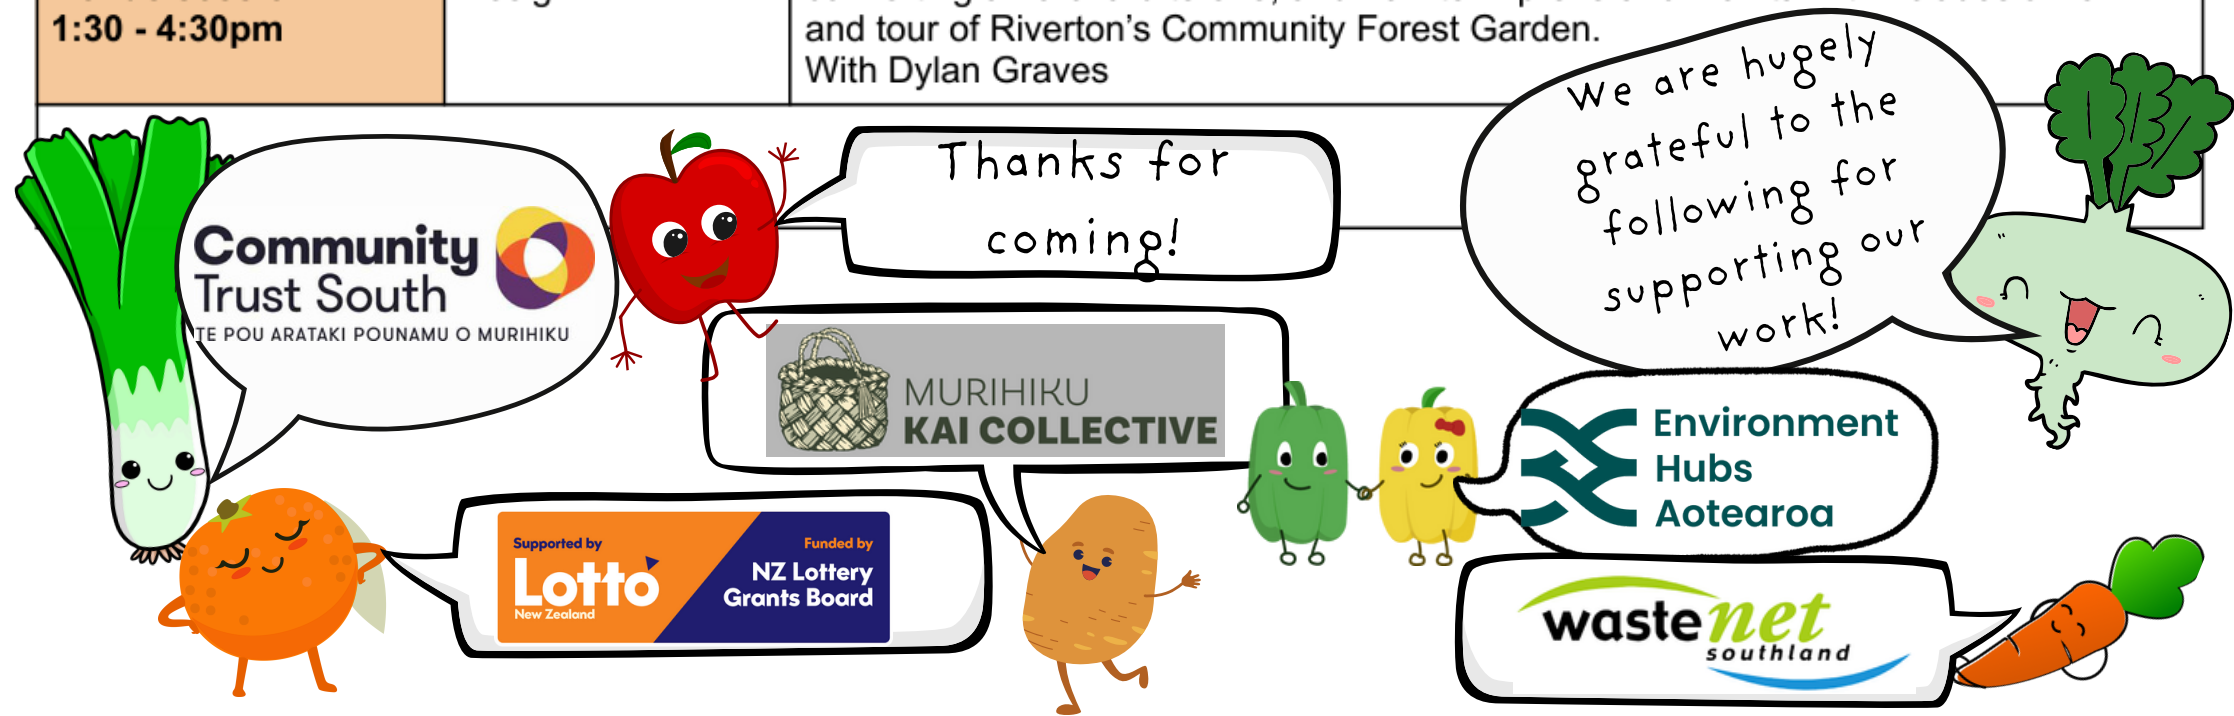 1:30 - 4:30pm
and tour of Riverton's Community Forest Garden.
With Dylan Graves
We are hugely
grateful to the
following for
supporting our
work!
Thanks for
coming!
Community
Trust South
TE POU ARATAKI POUNAMU O MURIHIKU
MURIHIKU
KAI COLLECTIVE
Environment
Hubs
Aotearoa
Supported by
Lotto
New Zealand
Funded by
NZ Lottery
Grants Board
wastenet
southland